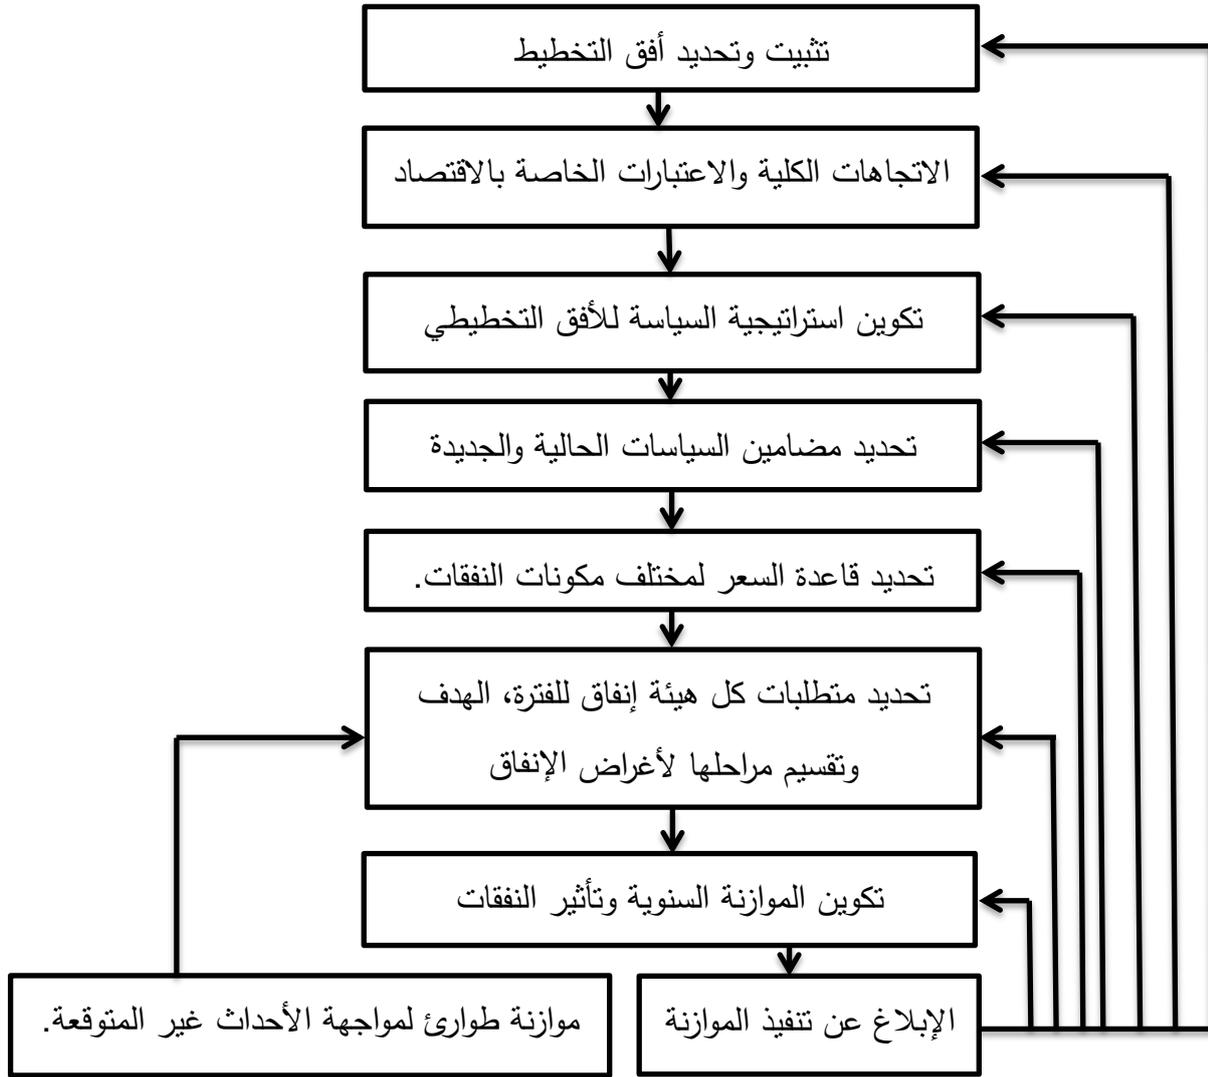 تثبيت وتحديد أفق التخطيط
الاتجاهات الكلية والاعتبارات الخاصة بالاقتصاد
تكوين استراتيجية السياسة للأفق التخطيطي
تحديد مضامين السياسات الحالية والجديدة
تحديد قاعدة السعر لمختلف مكونات النفقات.
تحديد متطلبات كل هيئة إنفاق للفترة، الهدف
وتقسيم مراحلها لأغراض الإنفاق
تكوين الموازنة السنوية وتأثير النفقات
الإبلاغ عن تنفيذ الموازنة
موازنة طوارئ لمواجهة الأحداث غير المتوقعة.